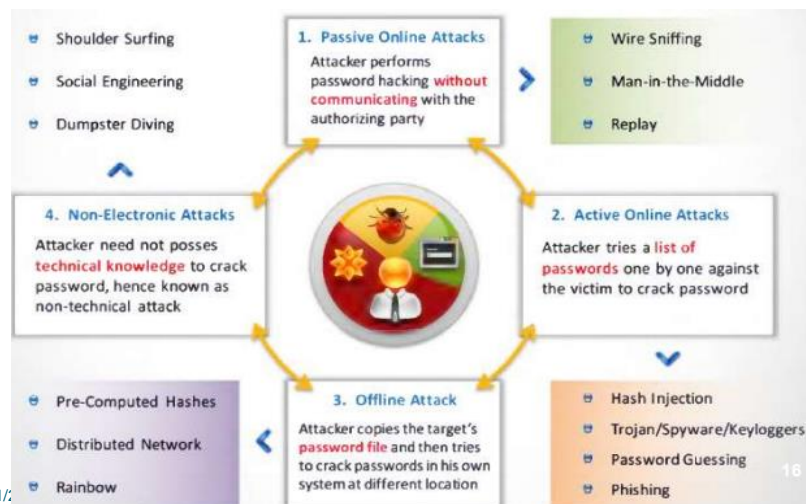 Shoulder Surfing
Social Engineering
Dumpster Diving
1. Passive Online Attacks
Attacker performs
password hacking without
communicating with the
authorizing party
Wire Sniffing
Man-in-the-Middle
Replay
4. Non-Electronic Attacks
Attacker need not posses
technical knowledge to crack
password, hence known as
non-technical attack
2. Active Online Attacks
Attacker tries a list of
passwords one by one against
the victim to crack password
Pre-Computed Hashes
Distributed Network
Rainbow
3. Offline Attack
Attacker copies the target's
password file and then tries
to crack passwords in his own
system at different location
Hash Injection
Trojan/Spyware/Keyloggers
Password Guessing
Phishing
16